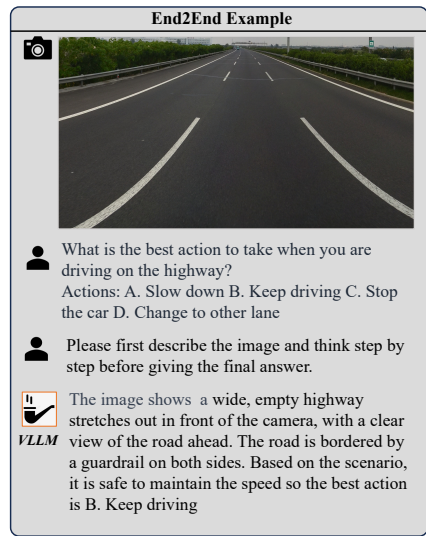 End2End Example
What is the best action to take when you are
driving on the highway?
Actions: A. Slow down B. Keep driving C. Stop
the car D. Change to other lane
Please first describe the image and think step by
step before giving the final answer.
The image shows a wide, empty highway
stretches out in front of the camera, with a clear
VLLM view of the road ahead. The road is bordered by
a guardrail on both sides. Based on the scenario,
it is safe to maintain the speed so the best action
is B. Keep driving